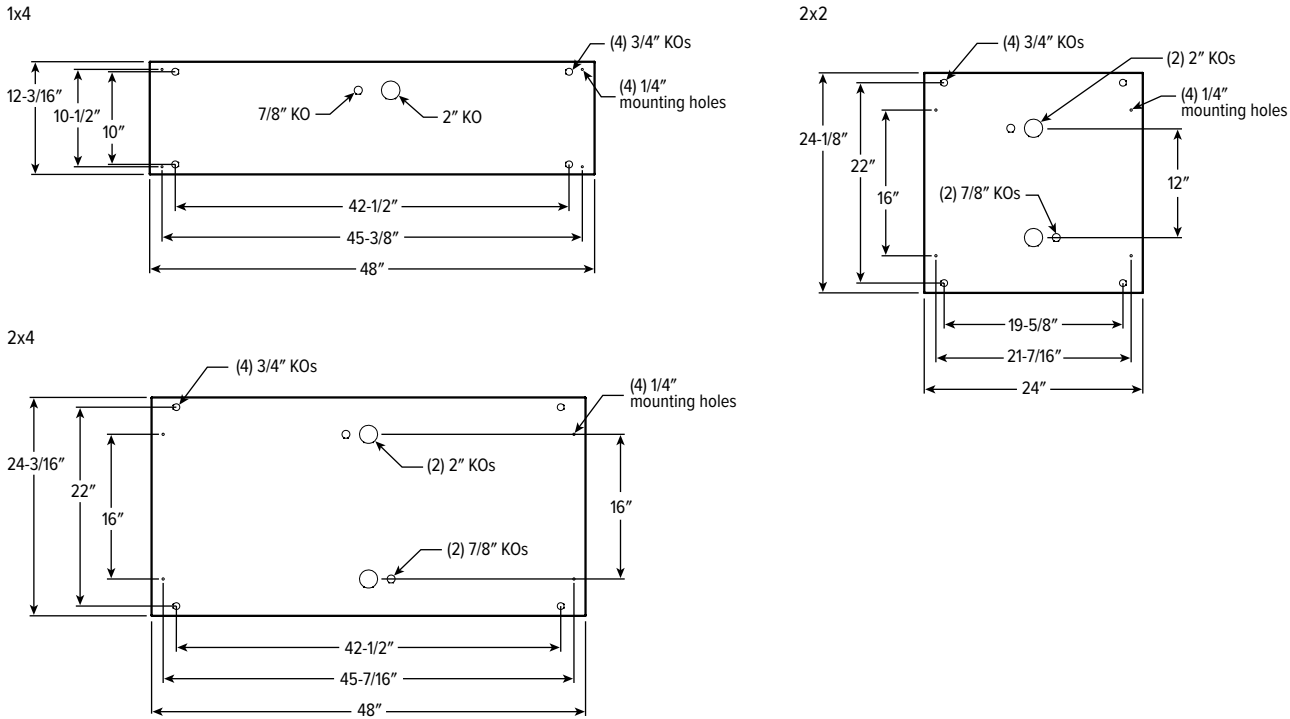 1x4
(4) 3/4” KOs
12-3/16”
10-1/2”
10”
7/8” KO
2” KO
(4) 1/4”
mounting holes
42-1/2”
45-3/8”
48”
2x2
(4) 3/4” KOs
(2) 2” KOs
(4) 1/4”
mounting holes
24-1/8”
22”
16”
12”
(2) 7/8” KOs
19-5/8”
21-7/16”
24”
2x4
(4) 3/4” KOs
(4) 1/4”
mounting holes
24-3/16”
22”
16”
(2) 2” KOs
16”
(2) 7/8” KOs
42-1/2”
45-7/16”
48”